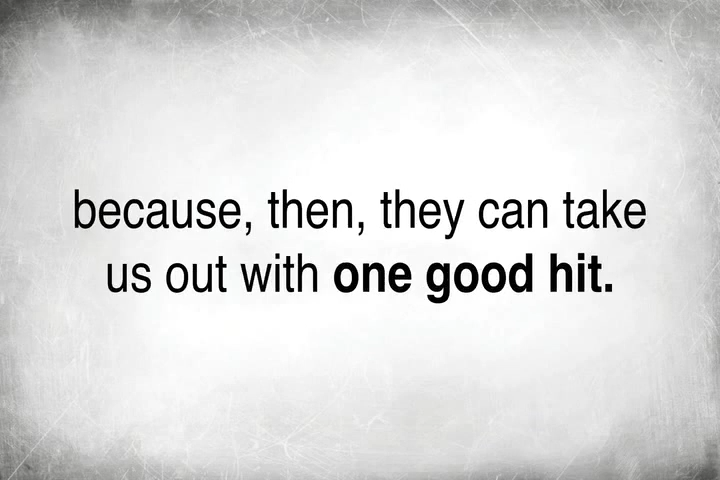 because, then, they can take
us out with one good hit.